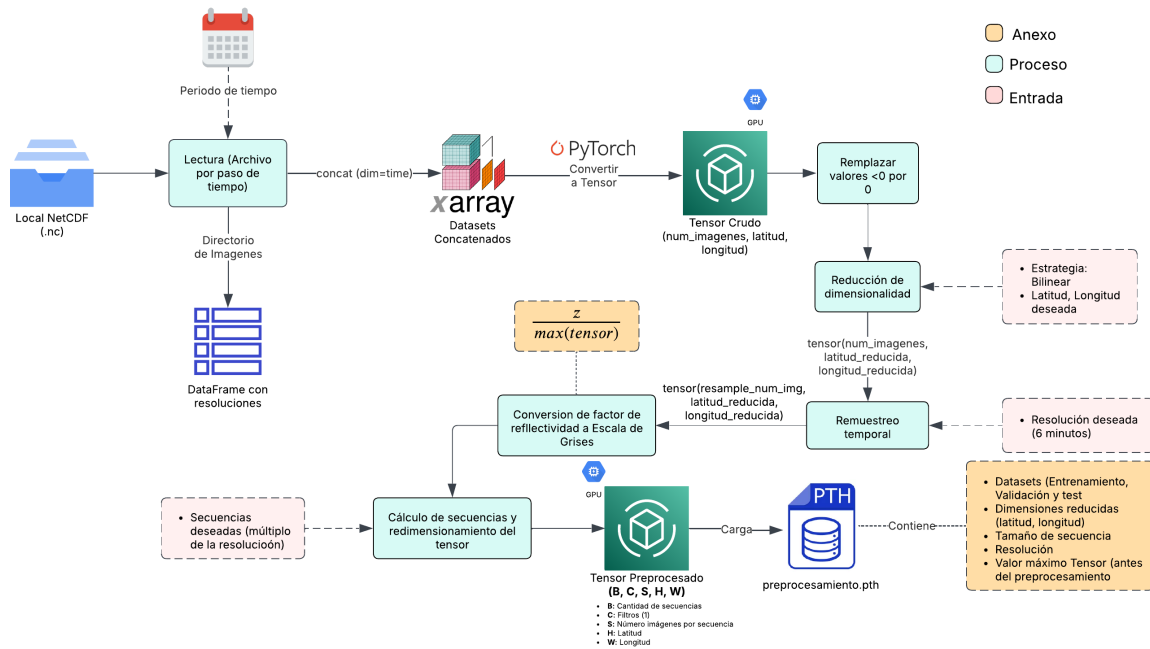 Anexo
Proceso
Entrada
Periodo de tiempo
Local NetCDF
(.nc)
Lectura (Archivo
por paso de
tiempo)
concat (dim=time)
xarray
Datasets
Concatenados
PyTorch
Convertir
a Tensor
GPU
Tensor Crudo
(num_imagenes, latitud,
longitud)
Remplazar
valores <0 por
0
Directorio
de Imagenes
DataFrame con
resoluciones
Reducción de
dimensionalidad
• Estrategia:
Bilinear
• Latitud, Longitud
deseada
tensor(num_imagenes,
latitud_reducida,
longitud_reducida)
Remuestreo
temporal
• Resolución deseada
(6 minutos)
tensor(resample_num_img,
latitud_reducida,
longitud_reducida)
z
max(tensor)
Conversion de factor de
refllectividad a Escala de
Grises
• Secuencias
deseadas (múltiplo
de la resolucióón)
Cálculo de secuencias y
redimensionamiento del
tensor
GPU
Tensor Preprocesado
(B, C, S, H, W)
• B: Cantidad de secuencias
• C: Filtros (1)
• S: Número imágenes por secuencia
• H: Latitud
• W: Longitud
Carga
PTH
preprocesamiento.pth
Contiene
• Datasets (Entrenamiento,
Validación y test
• Dimensiones reducidas
(latitud, longitud)
• Tamaño de secuencia
• Resolución
• Valor máximo Tensor (antes
del preprocesamiento